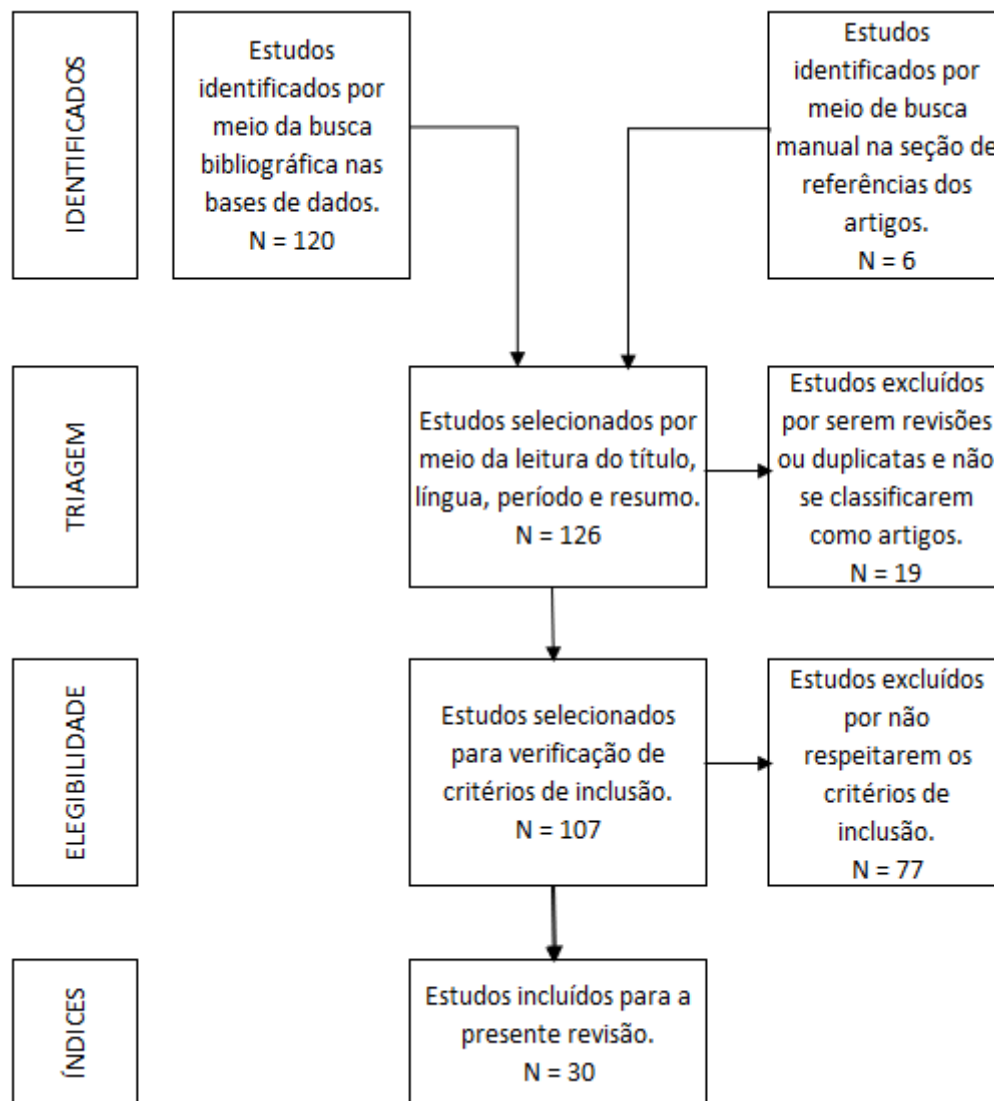 IDENTIFICADOS
Estudos
identificados por
meio da busca
bibliográfica nas
bases de dados.
N = 120
Estudos
identificados por
meio de busca
manual na seção de
referências dos
artigos.
N = 6
TRIAGEM
Estudos selecionados por
meio da leitura do título,
língua, período e resumo.
N = 126
Estudos excluídos
por serem revisões
ou duplicatas e não
se classificarem
como artigos.
N = 19
ELEGIBILIDADE
Estudos selecionados
para verificação de
critérios de inclusão.
N = 107
Estudos excluídos
por não
respeitarem os
critérios de
inclusão.
N = 77
ÍNDICES
Estudos incluídos para a
presente revisão.
N = 30